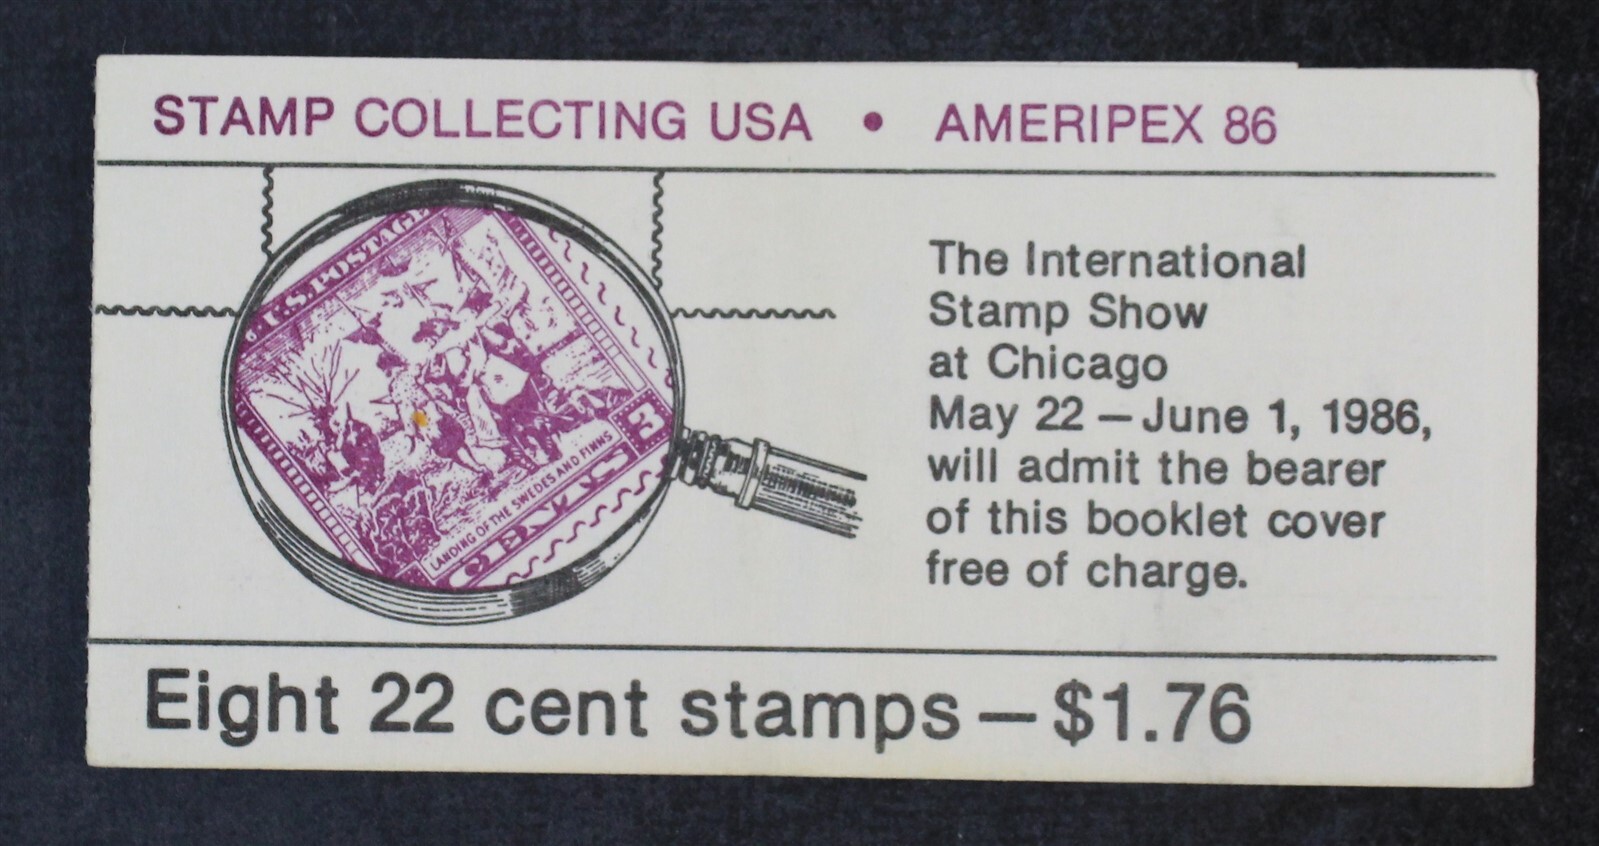 STAMP COLLECTING USA • AMERIPEX 86
U.S. POSTAGE
LANDING OF THE SWEDES AND FINNS
CENTS
3
The International
Stamp Show
at Chicago
May 22 — June 1, 1986,
will admit the bearer
of this booklet cover
free of charge.
Eight 22 cent stamps — $1.76